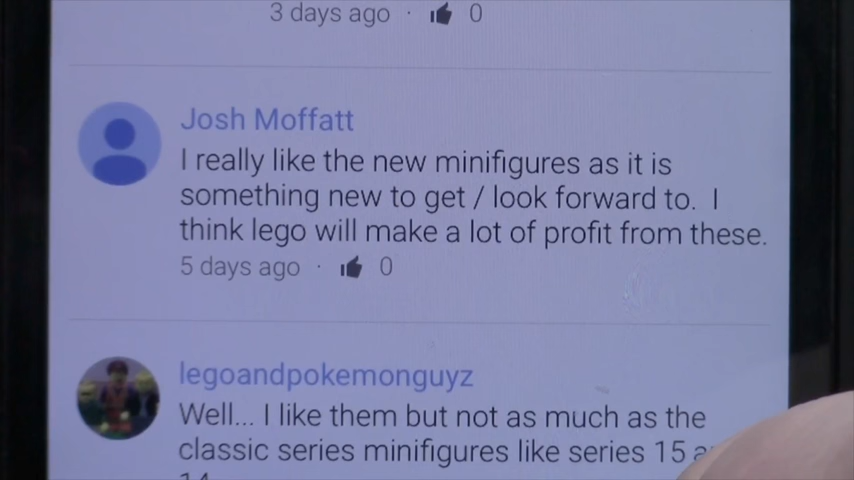 3 days ago · 0
Josh Moffatt
I really like the new minifigures as it is
something new to get / look forward to. I
think lego will make a lot of profit from these.
5 days ago · 0
legoandpokemonguyz
Well... I like them but not as much as the
classic series minifigures like series 15